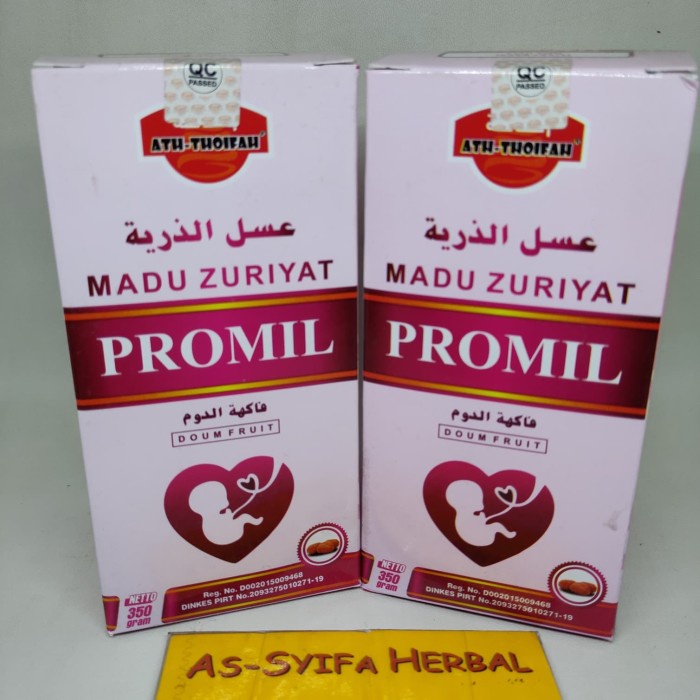 QC
PASSED
ATH-THOIFAH
عسل الذرية
MADU ZURIYAT
PROMIL
فاكهة الدوم
DOUM FRUIT
NETTO
350
gram
Reg. No. D002015009468
DINKES PIRT No.2093275010271-19
QC
PASSED
ATH-THOIFAH
عسل الذرية
MADU ZURIYAT
PROMIL
فاكهة الدوم
DOUM FRUIT
NETTO
350
gram
Reg. No. D002015009468
DINKES PIRT No.2093275010271-19
AS-SYIFA HERBAL